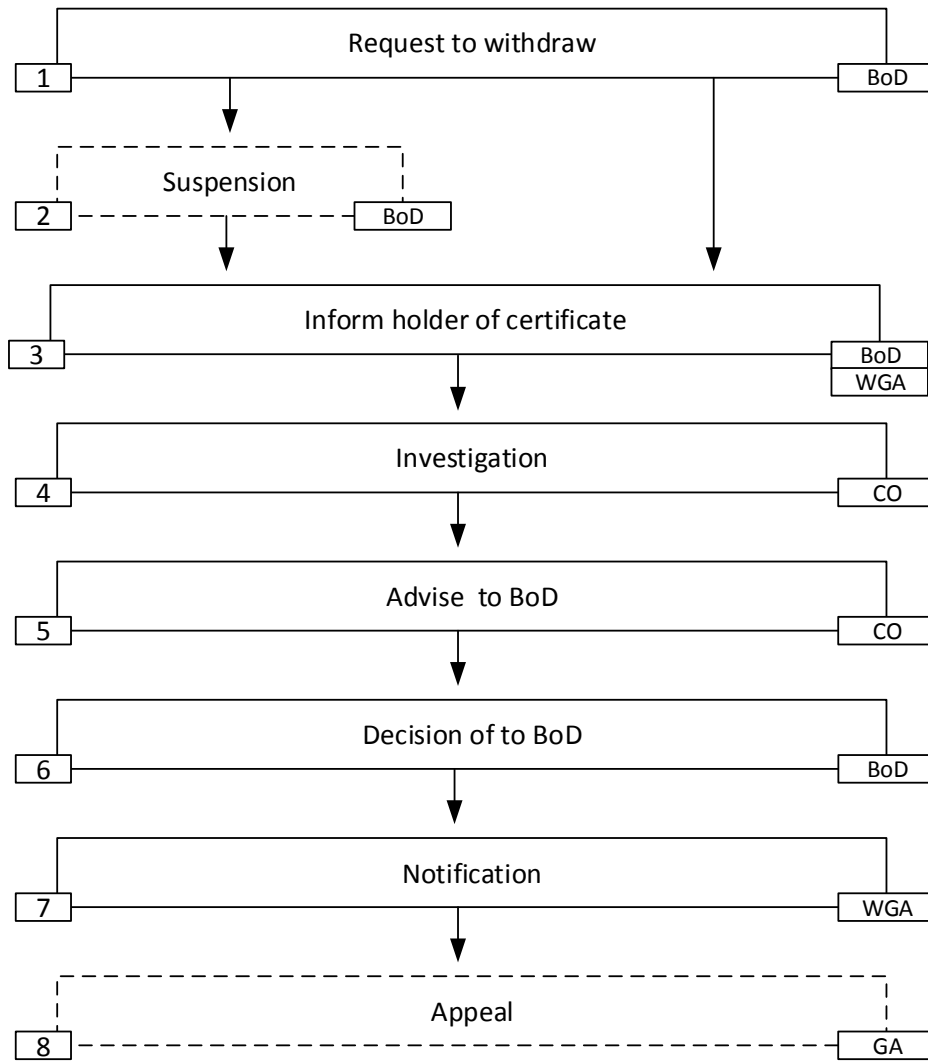 Request to withdraw
1
BoD
Suspension
2
BoD
Inform holder of certificate
3
BoD
WGA
Investigation
4
CO
Advise  to BoD
5
CO
Decision of to BoD
6
BoD
Notification
7
WGA
Appeal
8
GA